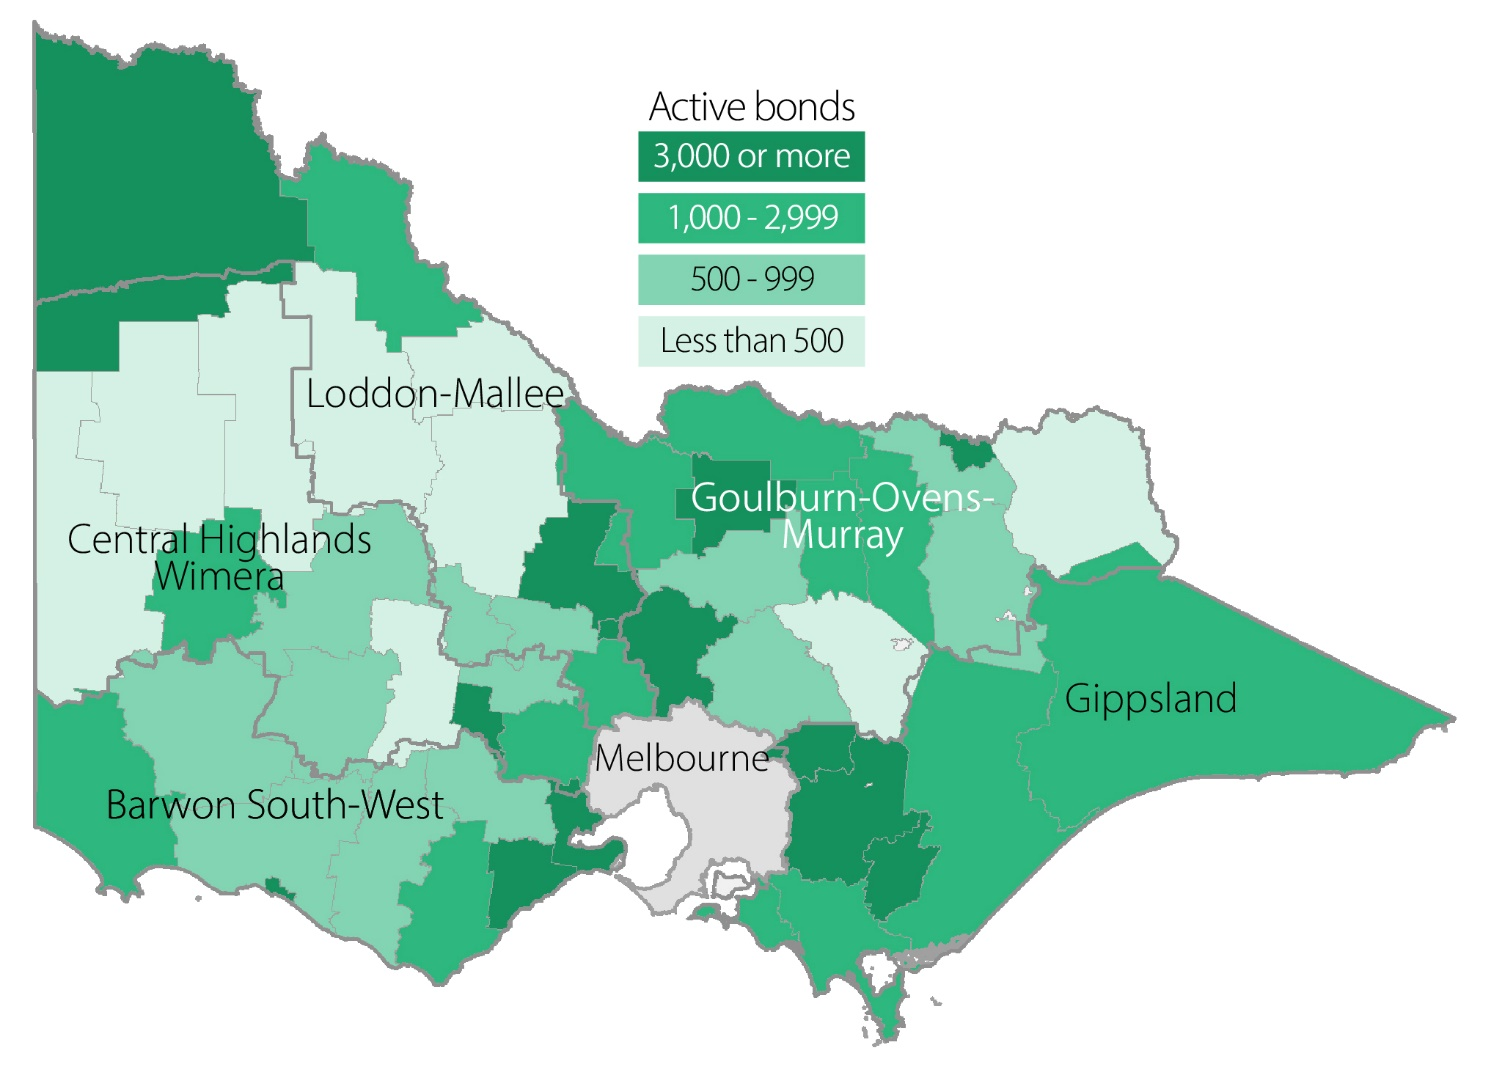 Active bonds
3,000 or more
1,000 - 2,999
500 - 999
Less than 500
Loddon-Mallee
Goulburn-Ovens-
Murray
Central Highlands
Wimera
Gippsland
Melbourne
Barwon South-West